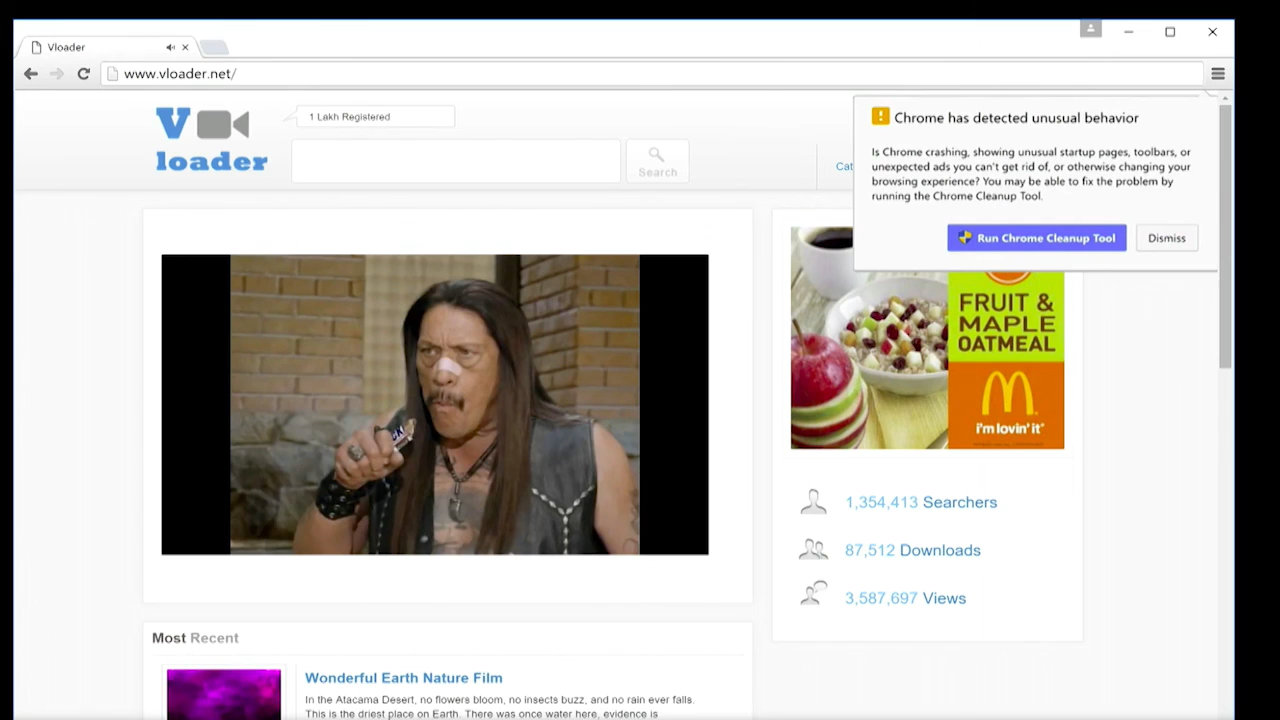 Vloader
www.vloader.net/
V
loader
1 Lakh Registered
Search
Cat
Chrome has detected unusual behavior
Is Chrome crashing, showing unusual startup pages, toolbars, or
unexpected ads you can't get rid of, or otherwise changing your
browsing experience? You may be able to fix the problem by
running the Chrome Cleanup Tool.
Run Chrome Cleanup Tool
Dismiss
FRUIT &
MAPLE
OATMEAL
i'm lovin' it
1,354,413 Searchers
87,512 Downloads
3,587,697 Views
Most Recent
Wonderful Earth Nature Film
In the Atacama Desert, no flowers bloom, no insects buzz, and no rain ever falls.
This is the driest place on Earth. There was once water here, evidence is